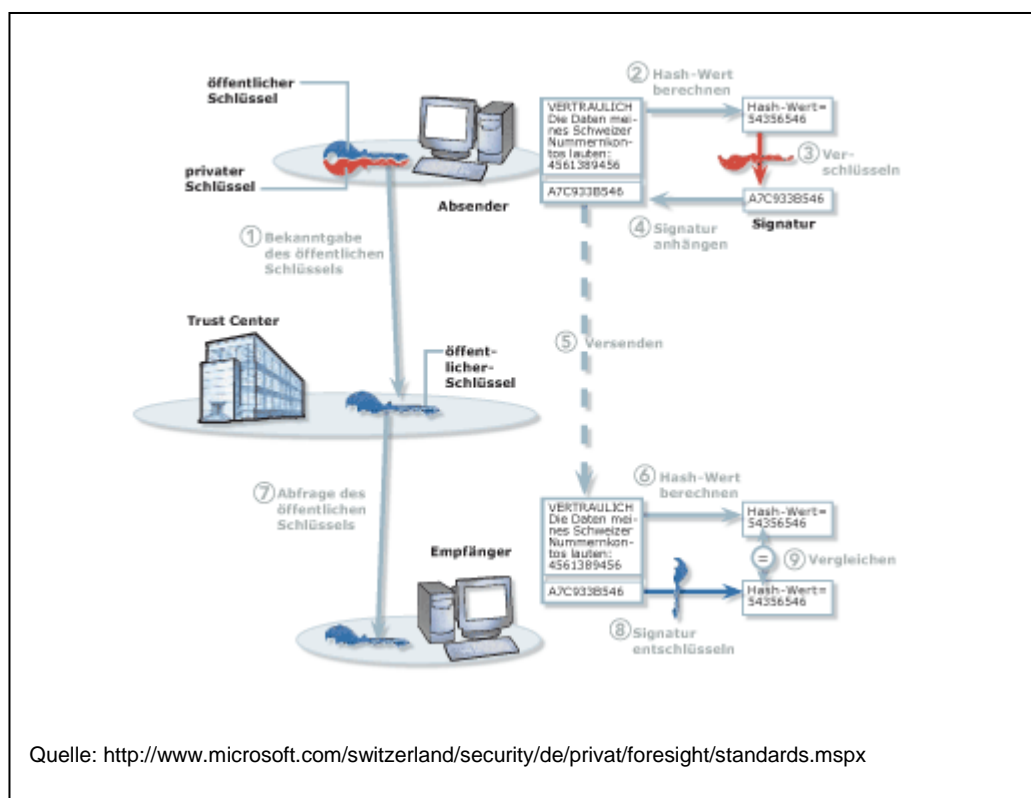 öffentlicher
Schlüssel
privater
Schlüssel
Absender
① Bekanntgabe
des öffentlichen
Schlüssels
VERTRAULICH
Die Daten mei-
nes Schweizer
Nummernkon-
tos lauten:
4561389456
A7C933B546
② Hash-Wert
berechnen
Hash-Wert=
54356546
③ Ver-
schlüsseln
A7C933B546
Signatur
④ Signatur
anhängen
Trust Center
öffent-
licher-
Schlüssel
⑤ Versenden
⑦ Abfrage des
öffentlichen
Schlüssels
Empfänger
VERTRAULICH
Die Daten mei-
nes Schweizer
Nummernkon-
tos lauten:
4561389456
A7C933B546
⑥ Hash-Wert
berechnen
Hash-Wert=
54356546
= ⑨ Vergleichen
Hash-Wert=
54356546
⑧ Signatur
entschlüsseln
Quelle: http://www.microsoft.com/switzerland/security/de/privat/foresight/standards.mspx